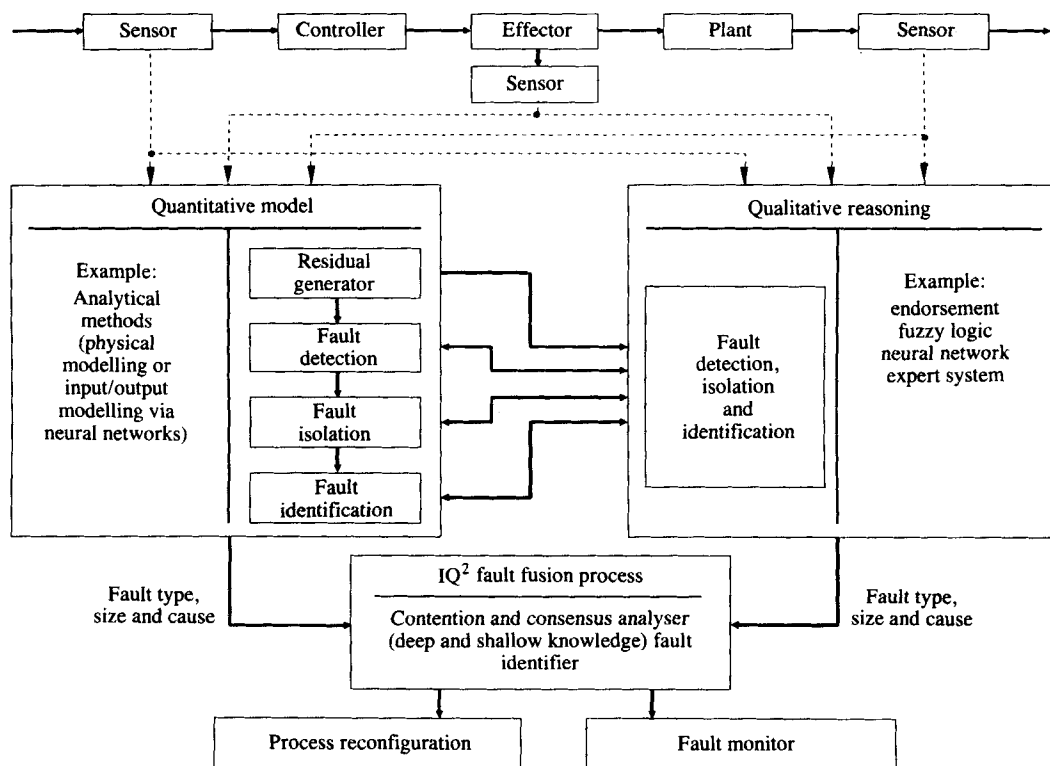 Sensor
Controller
Effector
Plant
Sensor
Sensor
Quantitative model
Example:
Analytical
methods
(physical
modelling or
input/output
modelling via
neural networks)
Residual
generator
Fault
detection
Fault
isolation
Fault
identification
Qualitative reasoning
Fault
detection,
isolation
and
identification
Example:
endorsement
fuzzy logic
neural network
expert system
Fault type,
size and cause
IQ² fault fusion process
Contention and consensus analyser
(deep and shallow knowledge) fault
identifier
Fault type,
size and cause
Process reconfiguration
Fault monitor